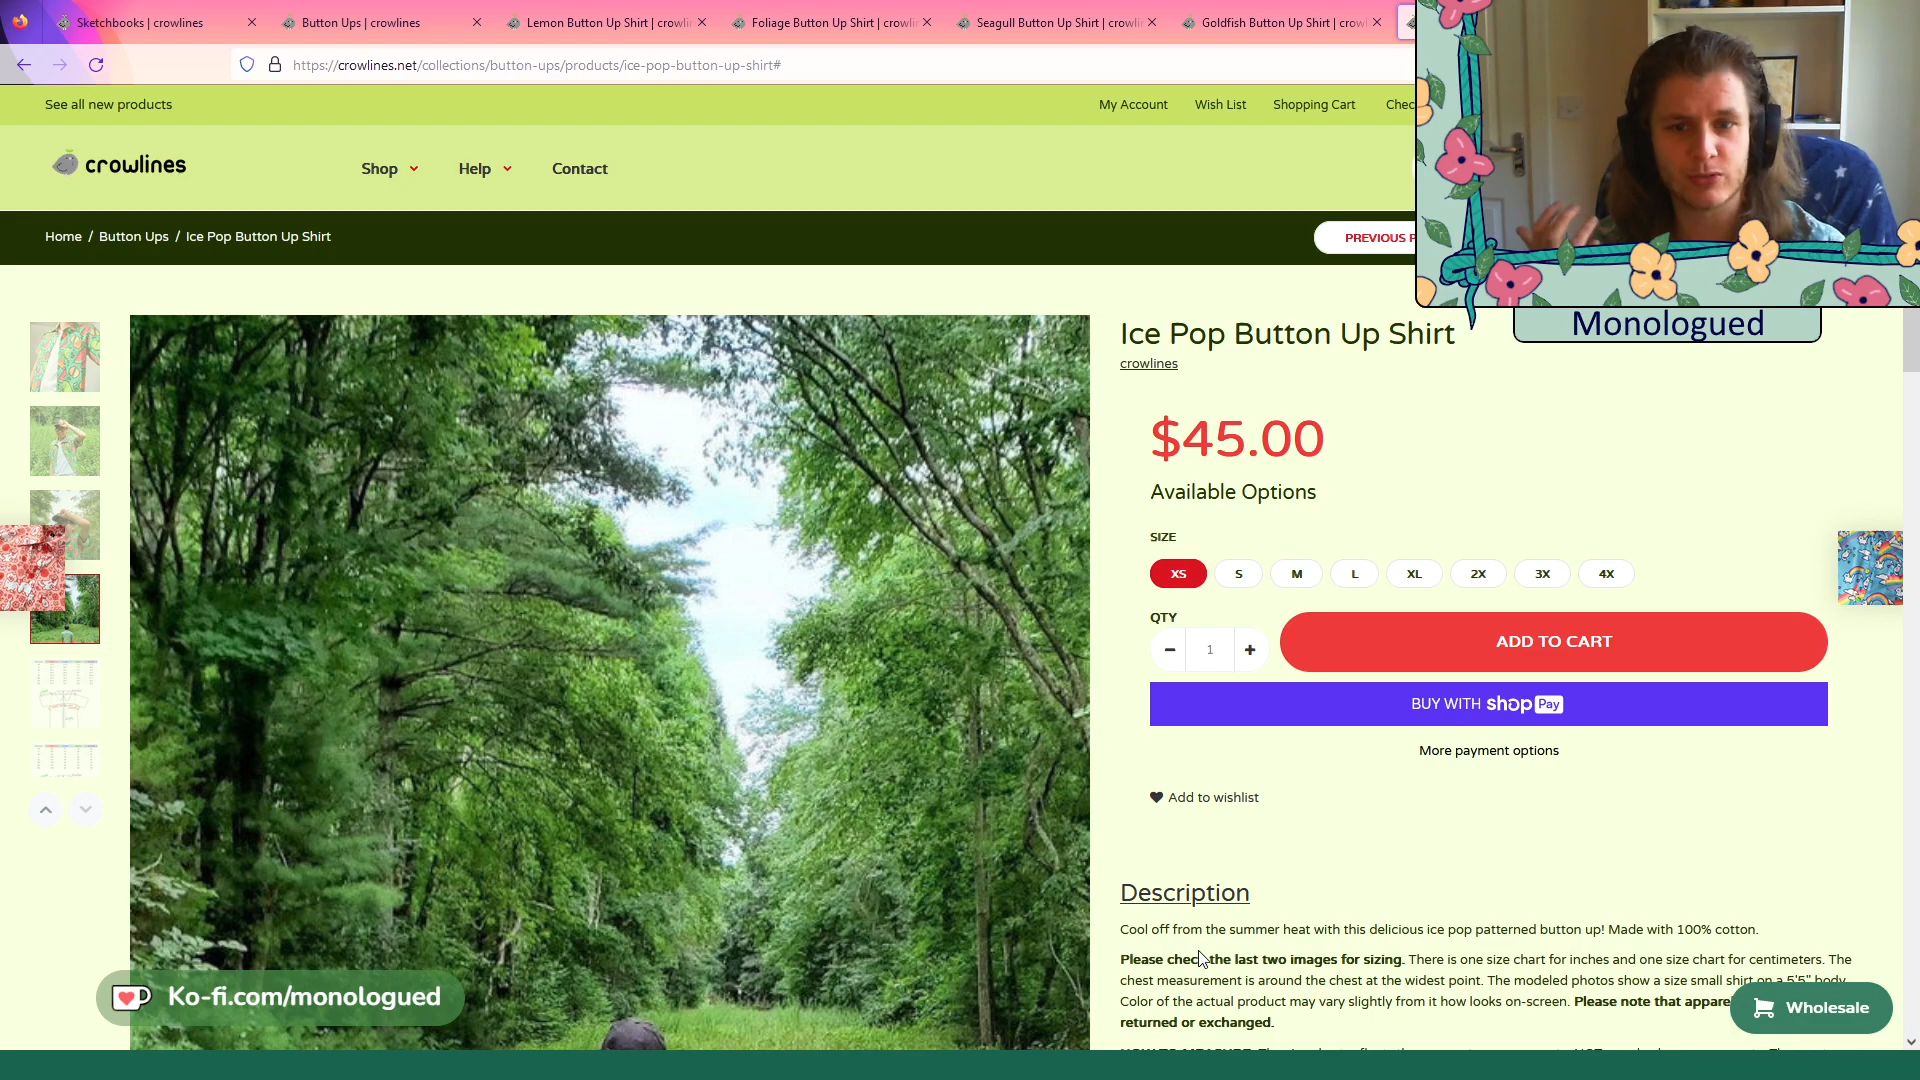 Sketchbooks | crowlines
Button Ups | crowlines
Lemon Button Up Shirt | crowlin
Foliage Button Up Shirt | crowlin
Seagull Button Up Shirt | crowlin
Goldfish Button Up Shirt | crowl
https://crowlines.net/collections/button-ups/products/ice-pop-button-up-shirt#
See all new products
My Account
Wish List
Shopping Cart
Chec
crowlines
Shop
Help
Contact
Home / Button Ups / Ice Pop Button Up Shirt
PREVIOUS P
Monologued
Ice Pop Button Up Shirt
crowlines
$45.00
Available Options
SIZE
XS S M L XL 2X 3X 4X
QTY
1
ADD TO CART
BUY WITH shop Pay
More payment options
Add to wishlist
Description
Cool off from the summer heat with this delicious ice pop patterned button up! Made with 100% cotton.
Please check the last two images for sizing. There is one size chart for inches and one size chart for centimeters. The
chest measurement is around the chest at the widest point. The modeled photos show a size small shirt on a 5'5" body.
Color of the actual product may vary slightly from it how looks on-screen. Please note that appare
returned or exchanged.
Ko-fi.com/monologued
Wholesale